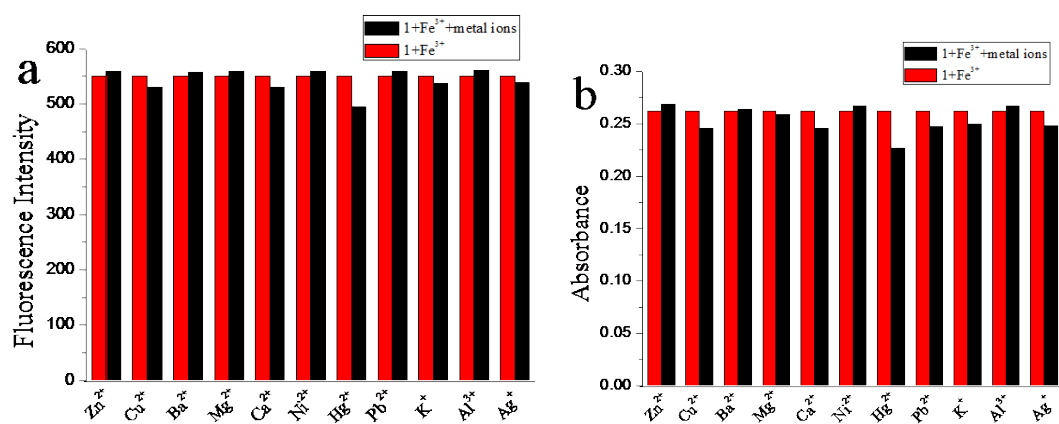 a
1+Fe³⁺+metal ions
1+Fe³⁺
Fluorescence Intensity
600
500
400
300
200
100
0
Zn²⁺ Cu²⁺ Ba²⁺ Mg²⁺ Ca²⁺ Ni²⁺ Hg²⁺ Pb²⁺ K⁺ Al³⁺ Ag⁺
b
1+Fe³⁺+metal ions
1+Fe³⁺
Absorbance
0.30
0.25
0.20
0.15
0.10
0.05
0.00
Zn²⁺ Cu²⁺ Ba²⁺ Mg²⁺ Ca²⁺ Ni²⁺ Hg²⁺ Pb²⁺ K⁺ Al³⁺ Ag⁺